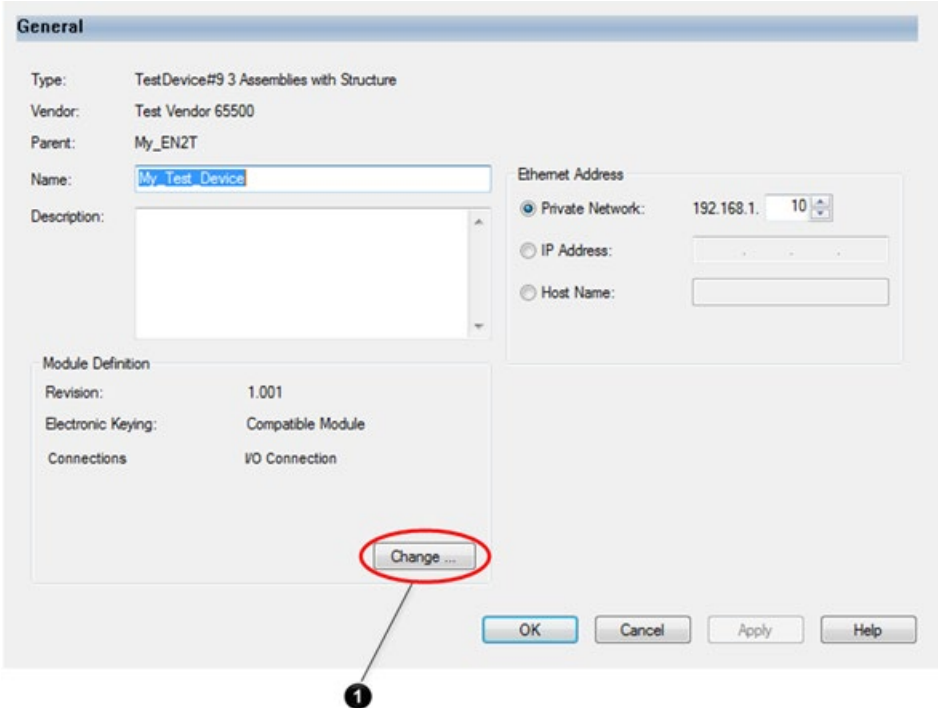 General
Type: TestDevice#9 3 Assemblies with Structure
Vendor: Test Vendor 65500
Parent: My_EN2T
Name: My_Test_Device
Description:
Ethernet Address
Private Network: 192.168.1. 10
IP Address: . . .
Host Name:
Module Definition
Revision: 1.001
Electronic Keying: Compatible Module
Connections I/O Connection
Change ...
OK Cancel Apply Help
1